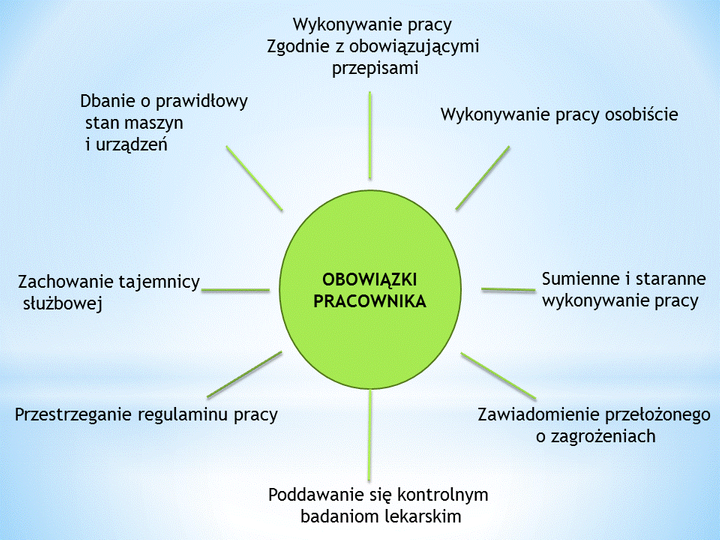 Wykonywanie pracy
Zgodnie z obowiązującymi
przepisami
Dbanie o prawidłowy
stan maszyn
i urządzeń
Wykonywanie pracy osobiście
OBOWIĄZKI
PRACOWNIKA
Zachowanie tajemnicy
służbowej
Sumienne i staranne
wykonywanie pracy
Przestrzeganie regulaminu pracy
Zawiadomienie przełożonego
o zagrożeniach
Poddawanie się kontrolnym
badaniom lekarskim